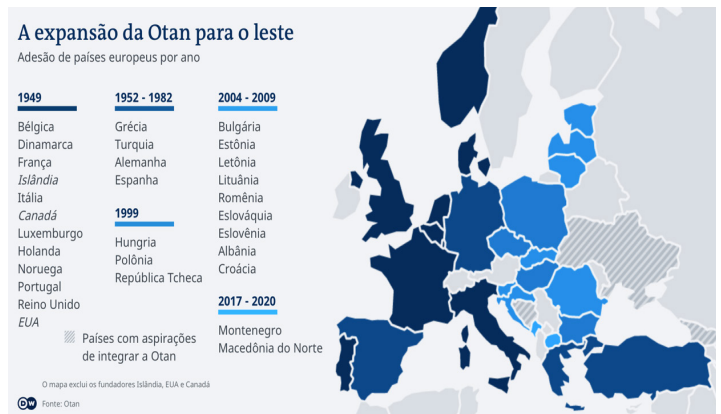 A expansão da Otan para o leste
Adesão de países europeus por ano
1949
Bélgica
Dinamarca
França
Islândia
Itália
Canadá
Luxemburgo
Holanda
Noruega
Portugal
Reino Unido
EUA
1952 - 1982
Grécia
Turquia
Alemanha
Espanha
1999
Hungria
Polônia
República Tcheca
2004 - 2009
Bulgária
Estônia
Letônia
Lituânia
Romênia
Eslováquia
Eslovênia
Albânia
Croácia
2017 - 2020
Montenegro
Macedônia do Norte
Países com aspirações
de integrar a Otan
O mapa exclui os fundadores Islândia, EUA e Canadá
DW Fonte: Otan